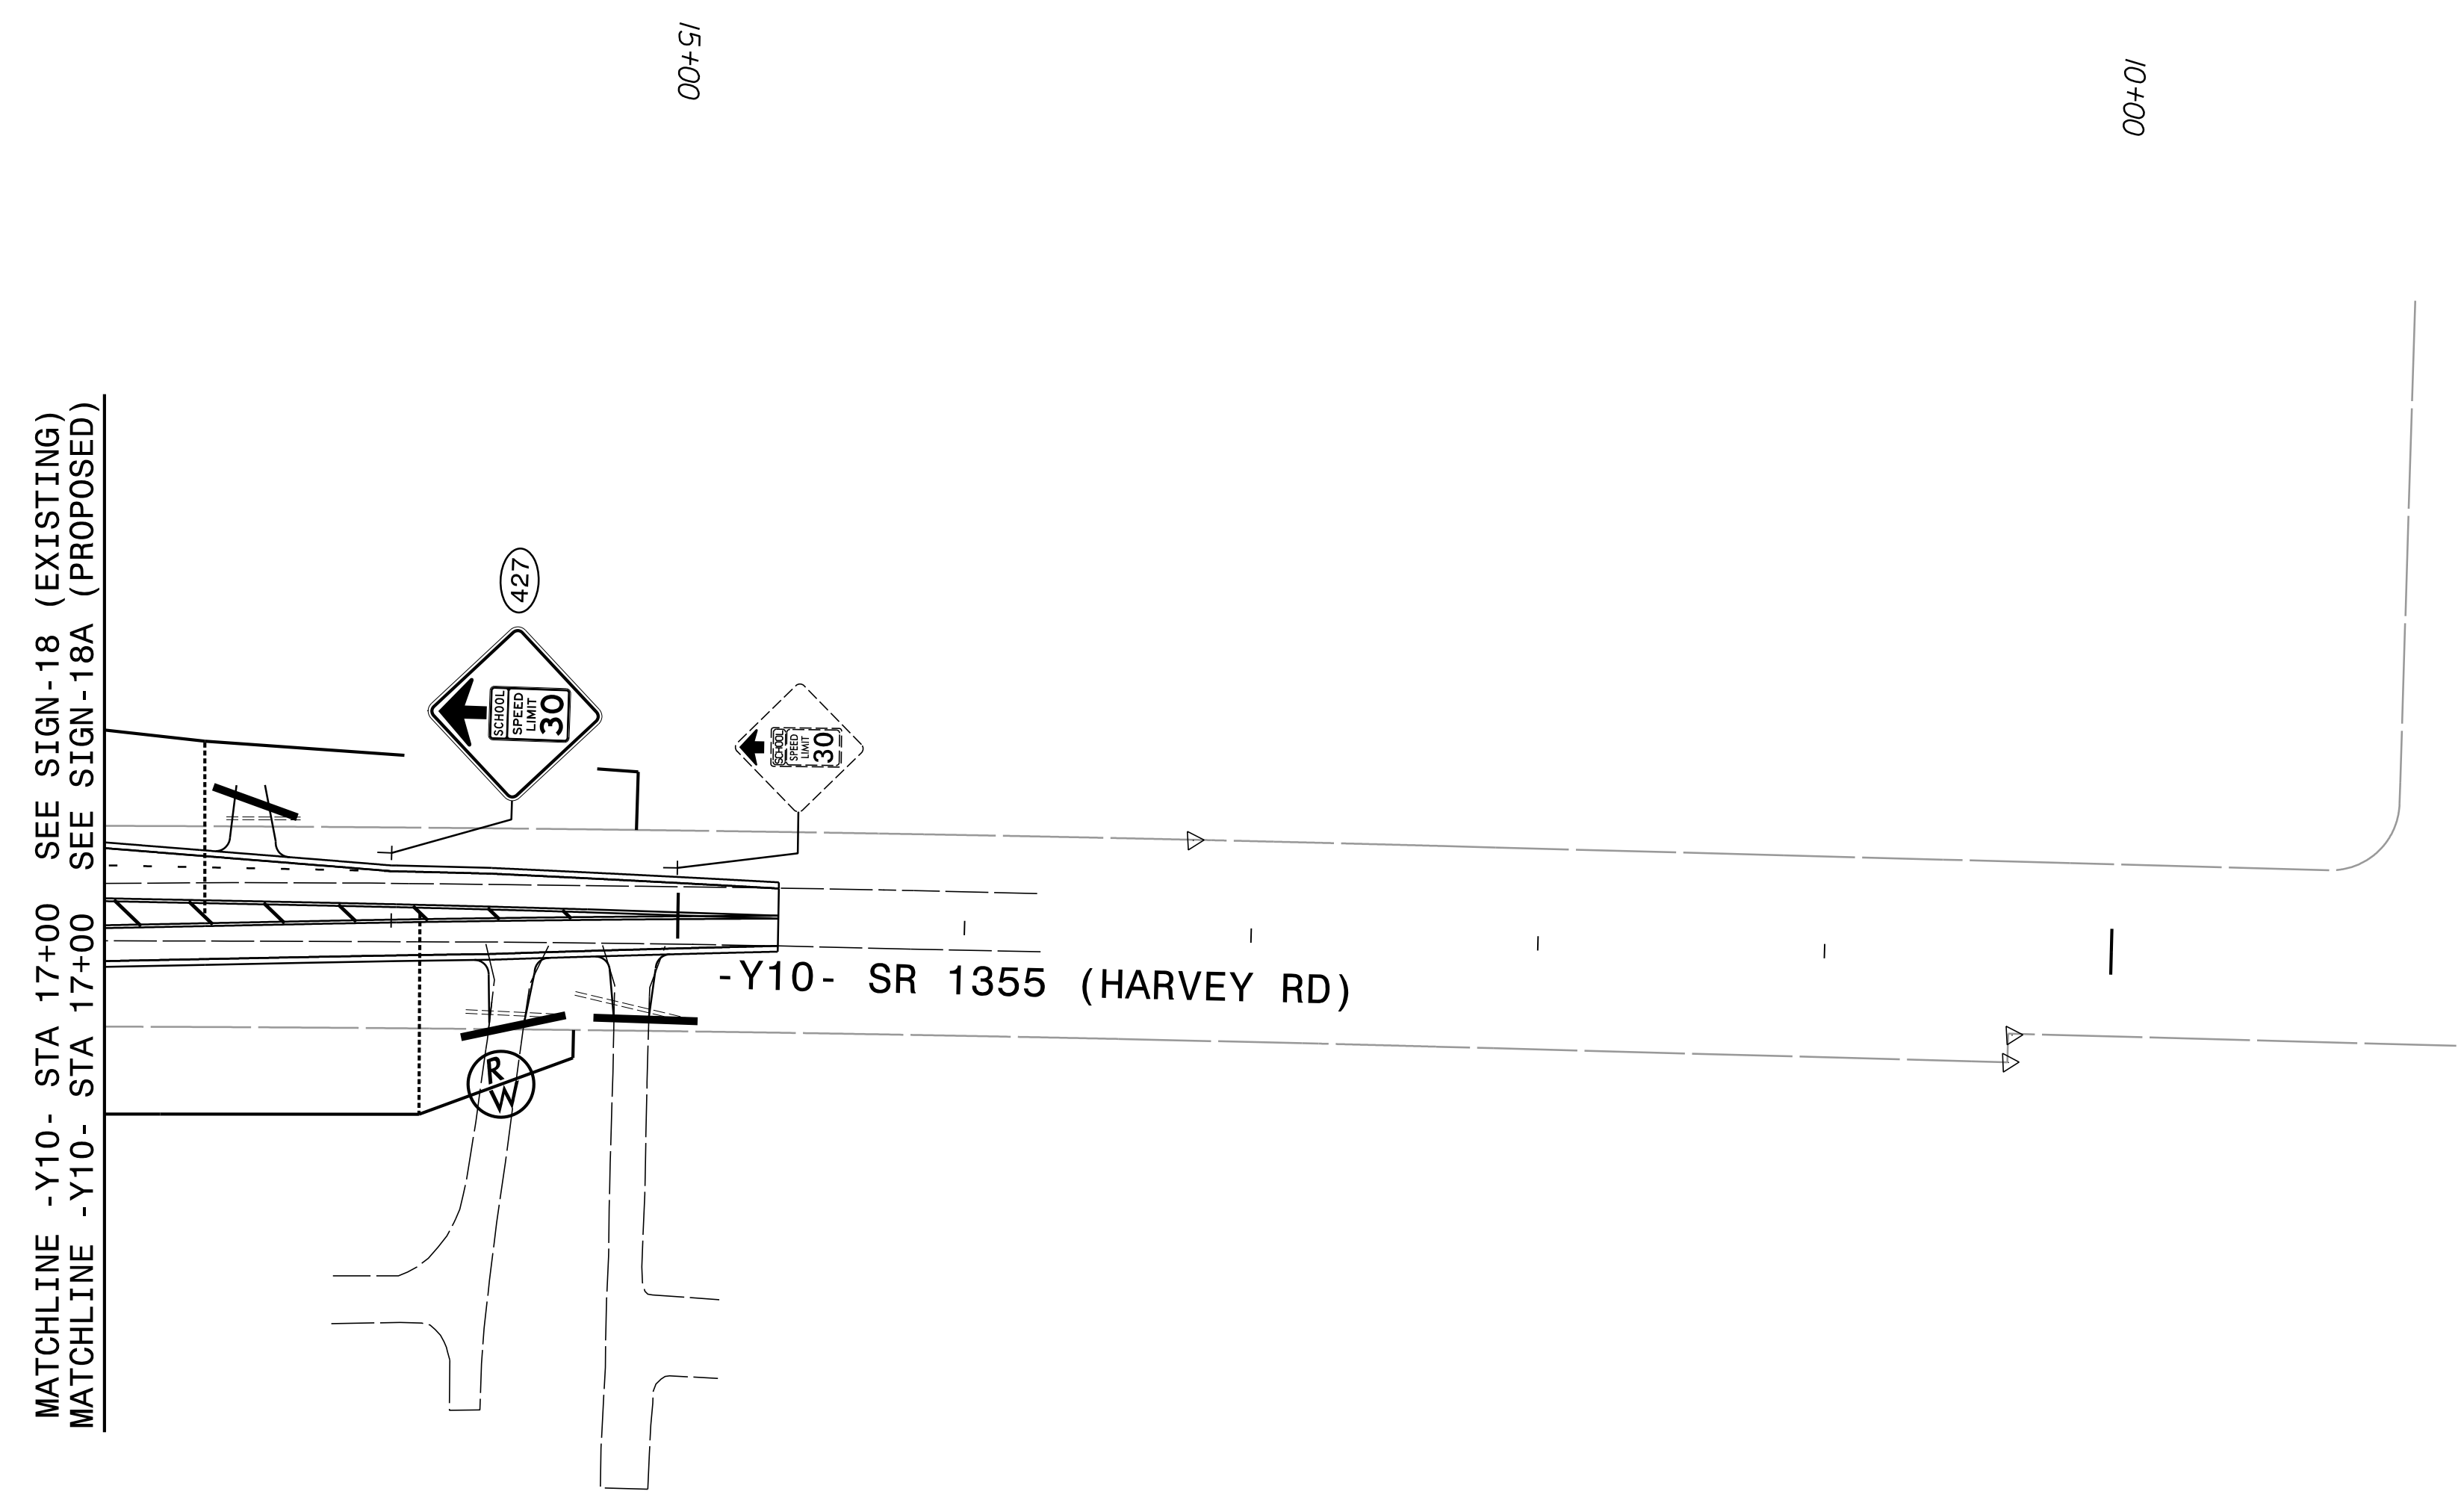 15+00
10+00
MATCHLINE -Y10- STA 17+00 SEE SIGN-18 (EXISTING)
MATCHLINE -Y10- STA 17+00 SEE SIGN-18A (PROPOSED)
427
SCHOOL
SPEED
LIMIT
30
SCHOOL
SPEED
LIMIT
30
-Y10- SR 1355 (HARVEY RD)
R
W